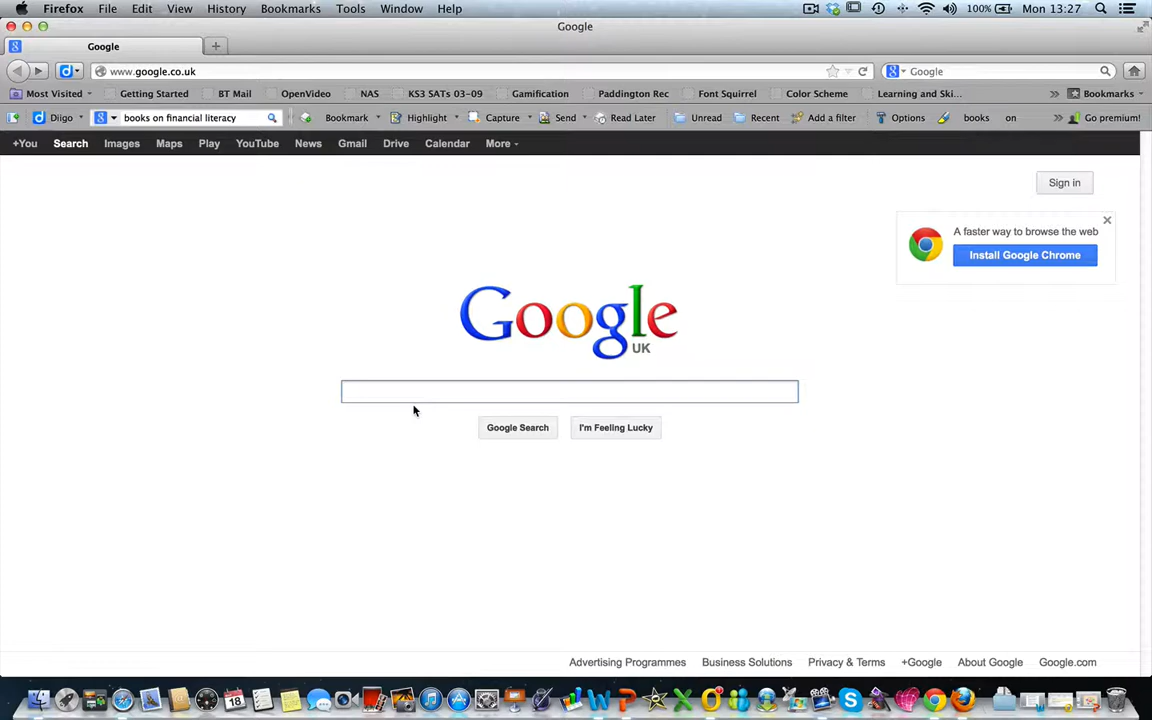 Firefox File Edit View History Bookmarks Tools Window Help 100% Mon 13:27
Google
Google
www.google.co.uk Google
Most Visited Getting Started BT Mail OpenVideo NAS KS3 SATs 03-09 Gamification Paddington Rec Font Squirrel Color Scheme Learning and Ski... Bookmarks
Diigo books on financial literacy Bookmark Highlight Capture Send Read Later Unread Recent Add a filter Options books on Go premium!
+You Search Images Maps Play YouTube News Gmail Drive Calendar More
Sign in
A faster way to browse the web
Install Google Chrome
Google
UK
Google Search I'm Feeling Lucky
Advertising Programmes Business Solutions Privacy & Terms +Google About Google Google.com
18